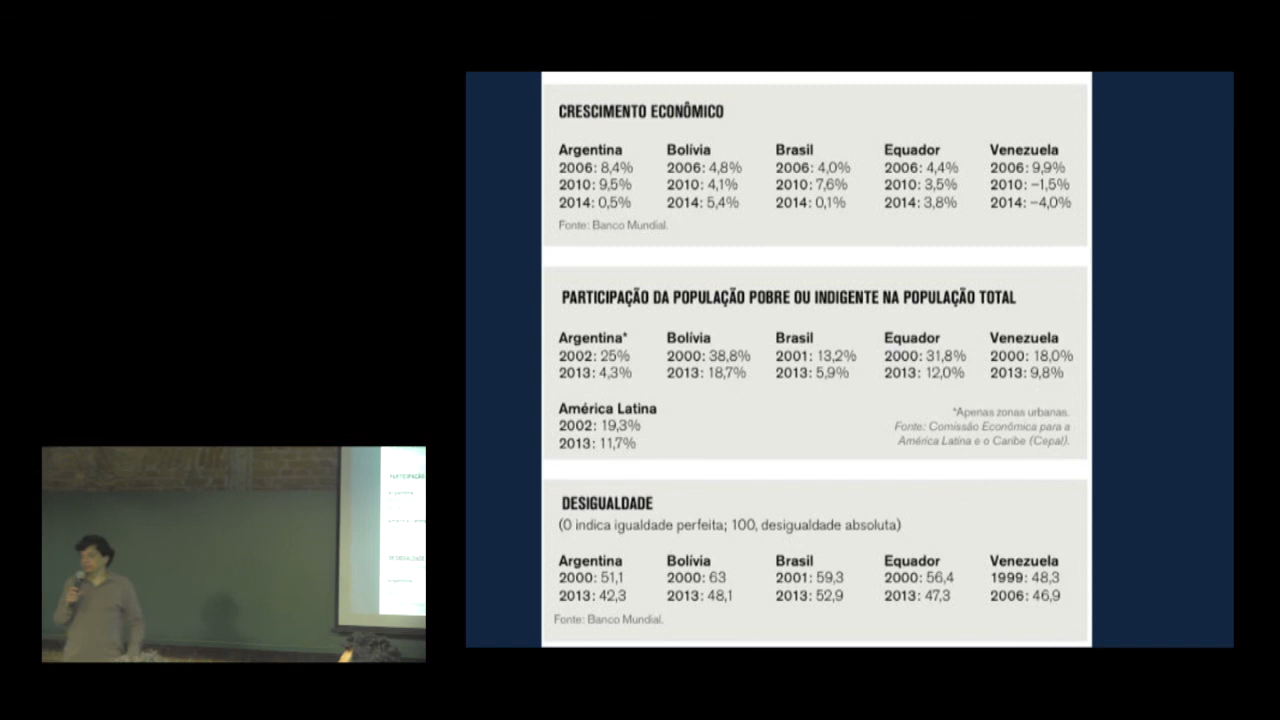 CRESCIMENTO ECONÔMICO
Argentina Bolívia Brasil Equador Venezuela
2006: 8,4% 2006: 4,8% 2006: 4,0% 2006: 4,4% 2006: 9,9%
2010: 9,5% 2010: 4,1% 2010: 7,6% 2010: 3,5% 2010: –1,5%
2014: 0,5% 2014: 5,4% 2014: 0,1% 2014: 3,8% 2014: –4,0%
Fonte: Banco Mundial.
PARTICIPAÇÃO DA POPULAÇÃO POBRE OU INDIGENTE NA POPULAÇÃO TOTAL
Argentina* Bolívia Brasil Equador Venezuela
2002: 25% 2000: 38,8% 2001: 13,2% 2000: 31,8% 2000: 18,0%
2013: 4,3% 2013: 18,7% 2013: 5,9% 2013: 12,0% 2013: 9,8%
América Latina
2002: 19,3%
2013: 11,7%
*Apenas zonas urbanas.
Fonte: Comissão Econômica para a
América Latina e o Caribe (Cepal).
DESIGUALDADE
(0 indica igualdade perfeita; 100, desigualdade absoluta)
Argentina Bolívia Brasil Equador Venezuela
2000: 51,1 2000: 63 2001: 59,3 2000: 56,4 1999: 48,3
2013: 42,3 2013: 48,1 2013: 52,9 2013: 47,3 2006: 46,9
Fonte: Banco Mundial.